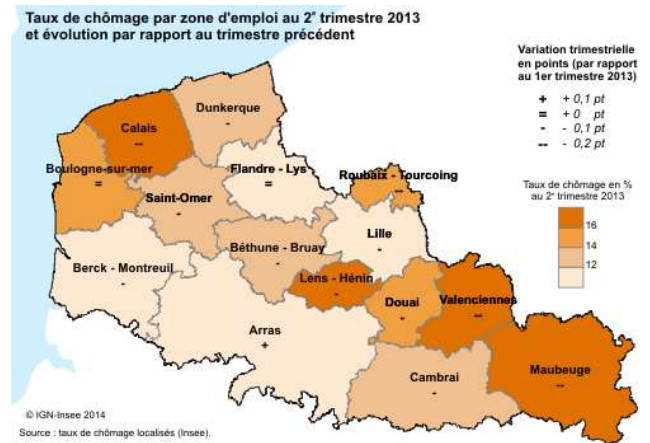 Taux de chômage par zone d'emploi au 2e trimestre 2013
et évolution par rapport au trimestre précédent
Variation trimestrielle
en points (par rapport
au 1er trimestre 2013)
+ + 0,1 pt
= + 0 pt
- - 0,1 pt
-- - 0,2 pt
Taux de chômage en %
au 2e trimestre 2013
16
14
12
Dunkerque
-
Calais
--
Boulogne-sur-mer
=
Flandre - Lys
=
Roubaix - Tourcoing
--
Saint-Omer
-
Lille
-
Béthune - Bruay
-
Berck - Montreuil
-
Lens - Hénin
-
Douai
-
Valenciennes
--
Arras
+
Cambrai
-
Maubeuge
--
© IGN-Insee 2014
Source : taux de chômage localisés (Insee).